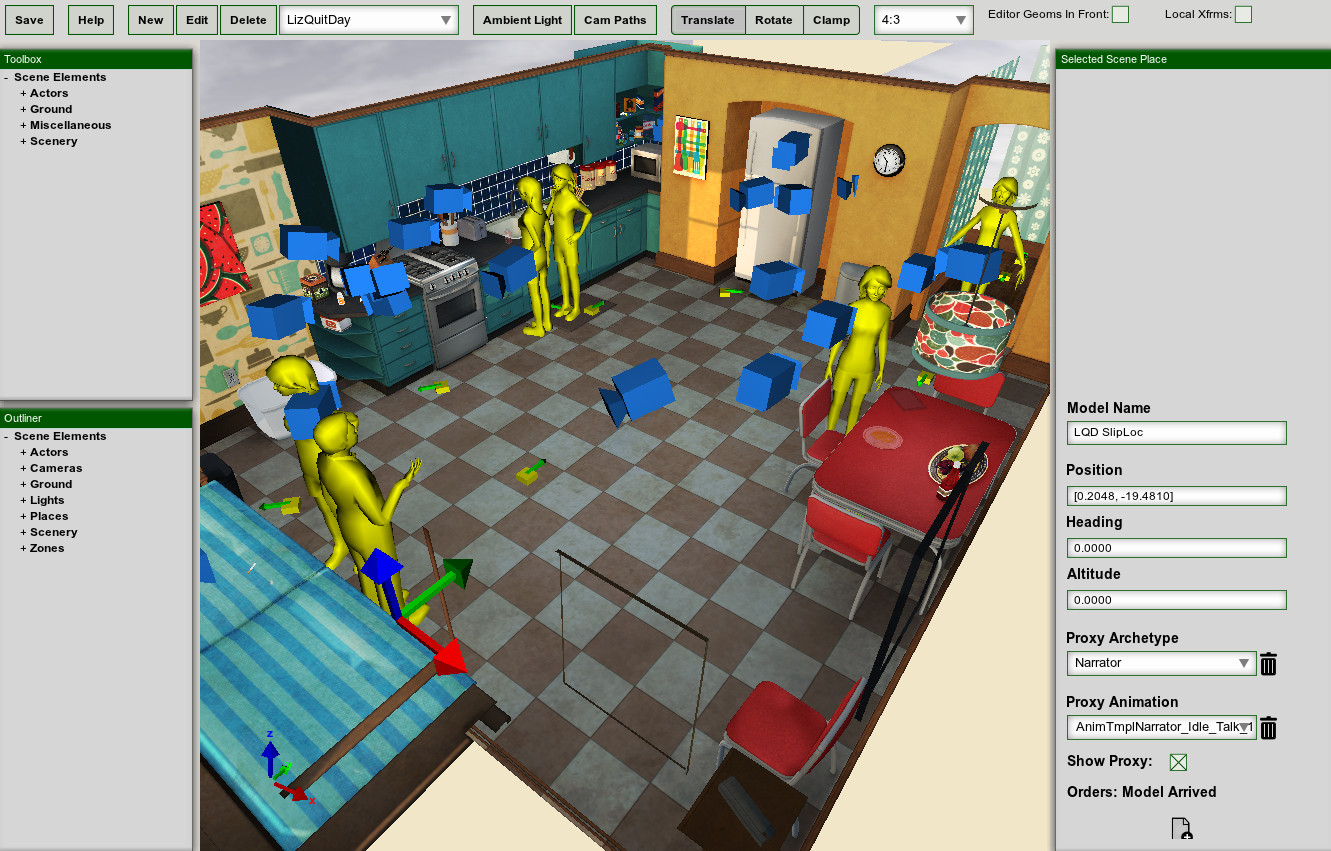 Save Help New Edit Delete LizQuitDay Ambient Light Cam Paths Translate Rotate Clamp 4:3 Editor Geoms In Front: Local Xfrms:
Toolbox
- Scene Elements
+ Actors
+ Ground
+ Miscellaneous
+ Scenery
Outliner
- Scene Elements
+ Actors
+ Cameras
+ Ground
+ Lights
+ Places
+ Scenery
+ Zones
z
x
Selected Scene Place
Model Name
LQD SlipLoc
Position
[0.2048, -19.4810]
Heading
0.0000
Altitude
0.0000
Proxy Archetype
Narrator
Proxy Animation
AnimTmplNarrator_Idle_Talk_1
Show Proxy:
Orders: Model Arrived